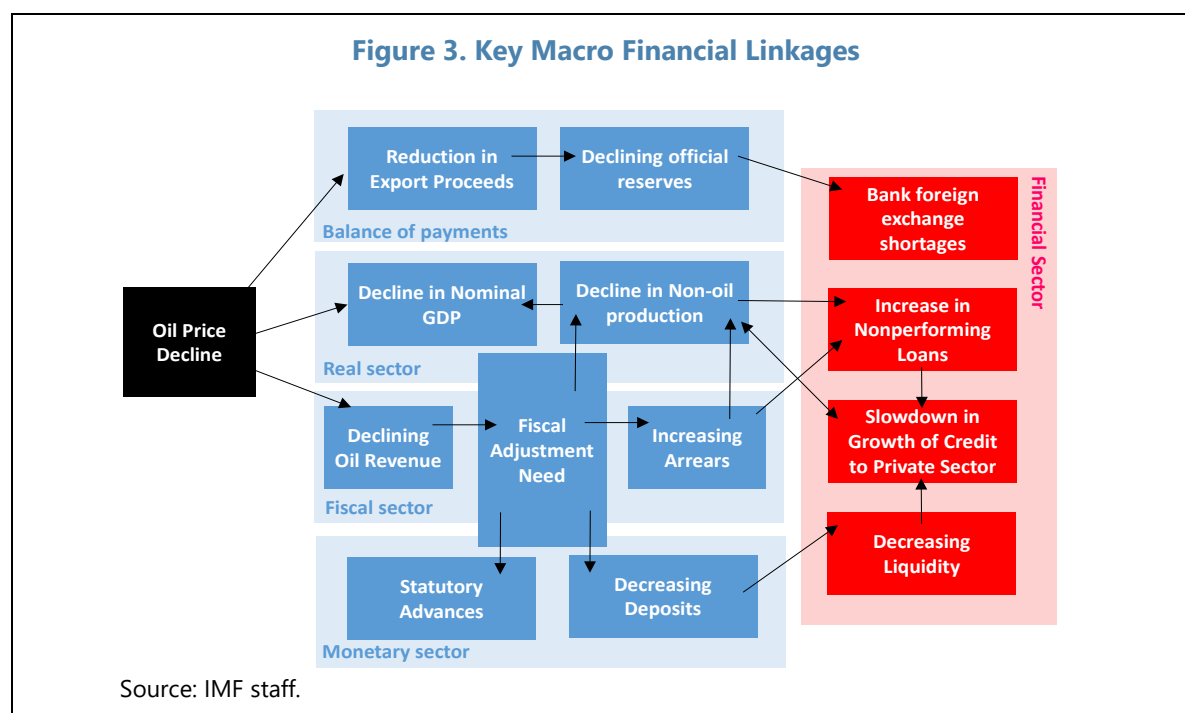 Figure 3. Key Macro Financial Linkages
Reduction in
Export Proceeds
Declining official
reserves
Balance of payments
Bank foreign
exchange
shortages
Financial Sector
Oil Price
Decline
Decline in Nominal
GDP
Decline in Non-oil
production
Real sector
Increase in
Nonperforming
Loans
Declining
Oil Revenue
Fiscal
Adjustment
Need
Increasing
Arrears
Fiscal sector
Slowdown in
Growth of Credit
to Private Sector
Statutory
Advances
Decreasing
Deposits
Monetary sector
Decreasing
Liquidity
Source: IMF staff.